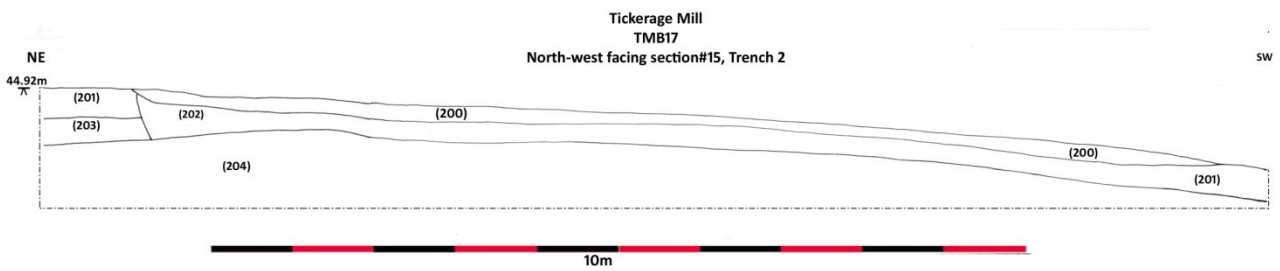 Tickerage Mill
TMB17
North-west facing section#15, Trench 2
NE
SW
44.92m
(201)
(202)
(200)
(203)
(200)
(204)
(201)
10m